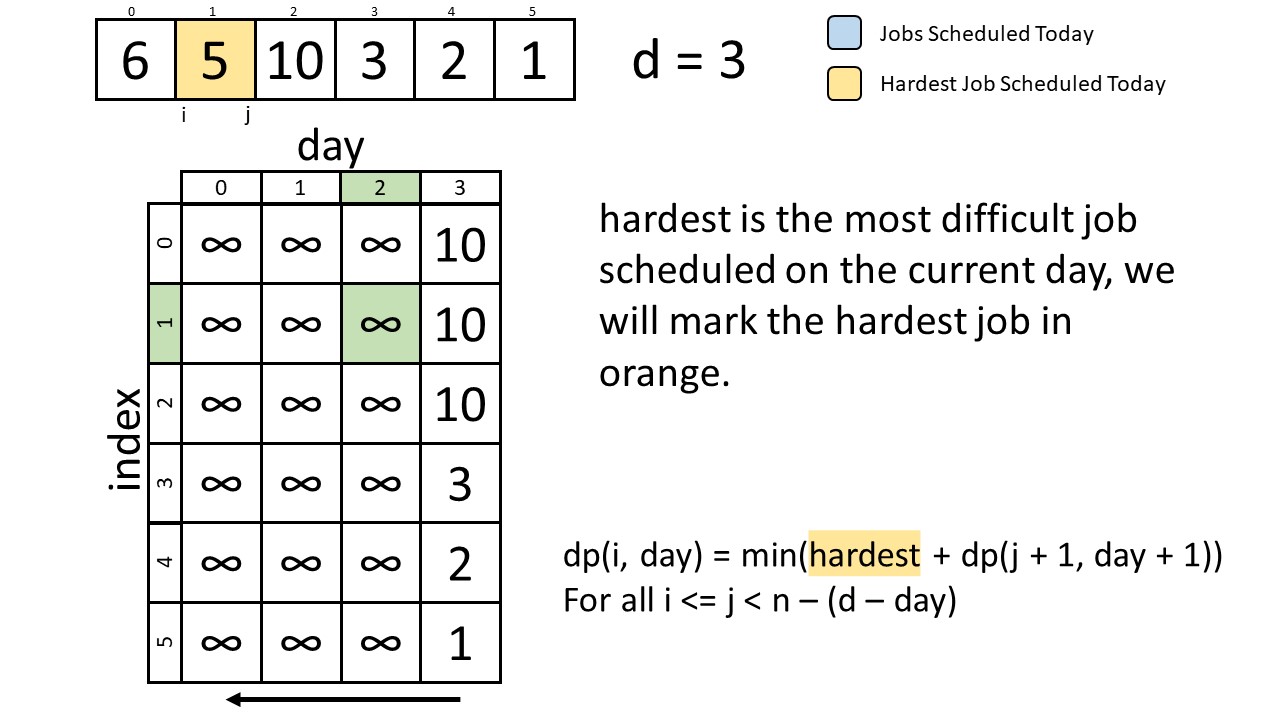 0 1 2 3 4 5
6 5 10 3 2 1
i j
d = 3
Jobs Scheduled Today
Hardest Job Scheduled Today
day
0 1 2 3
index
0 ∞ ∞ ∞ 10
1 ∞ ∞ ∞ 10
2 ∞ ∞ ∞ 10
3 ∞ ∞ ∞ 3
4 ∞ ∞ ∞ 2
5 ∞ ∞ ∞ 1
hardest is the most difficult job
scheduled on the current day, we
will mark the hardest job in
orange.
dp(i, day) = min(hardest + dp(j + 1, day + 1))
For all i <= j < n – (d – day)